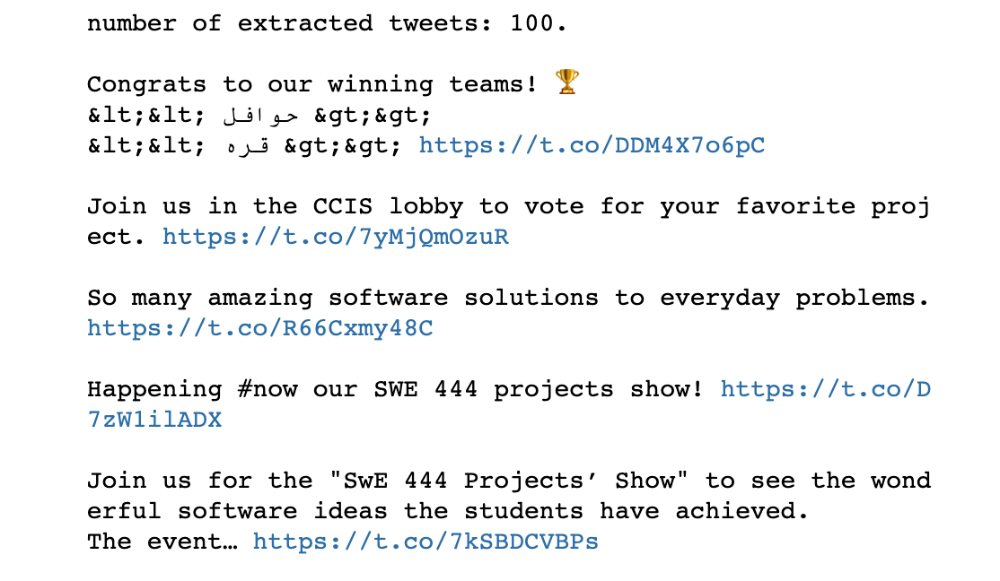 number of extracted tweets: 100.
Congrats to our winning teams! 🏆
&lt;&lt; حوافل &gt;&gt;
&lt;&lt; قره &gt;&gt; https://t.co/DDM4X7o6pC
Join us in the CCIS lobby to vote for your favorite proj
ect. https://t.co/7yMjQmOzuR
So many amazing software solutions to everyday problems.
https://t.co/R66Cxmy48C
Happening #now our SWE 444 projects show! https://t.co/D
7zW1ilADX
Join us for the "SwE 444 Projects’ Show" to see the wond
erful software ideas the students have achieved.
The event… https://t.co/7kSBDCVBPs